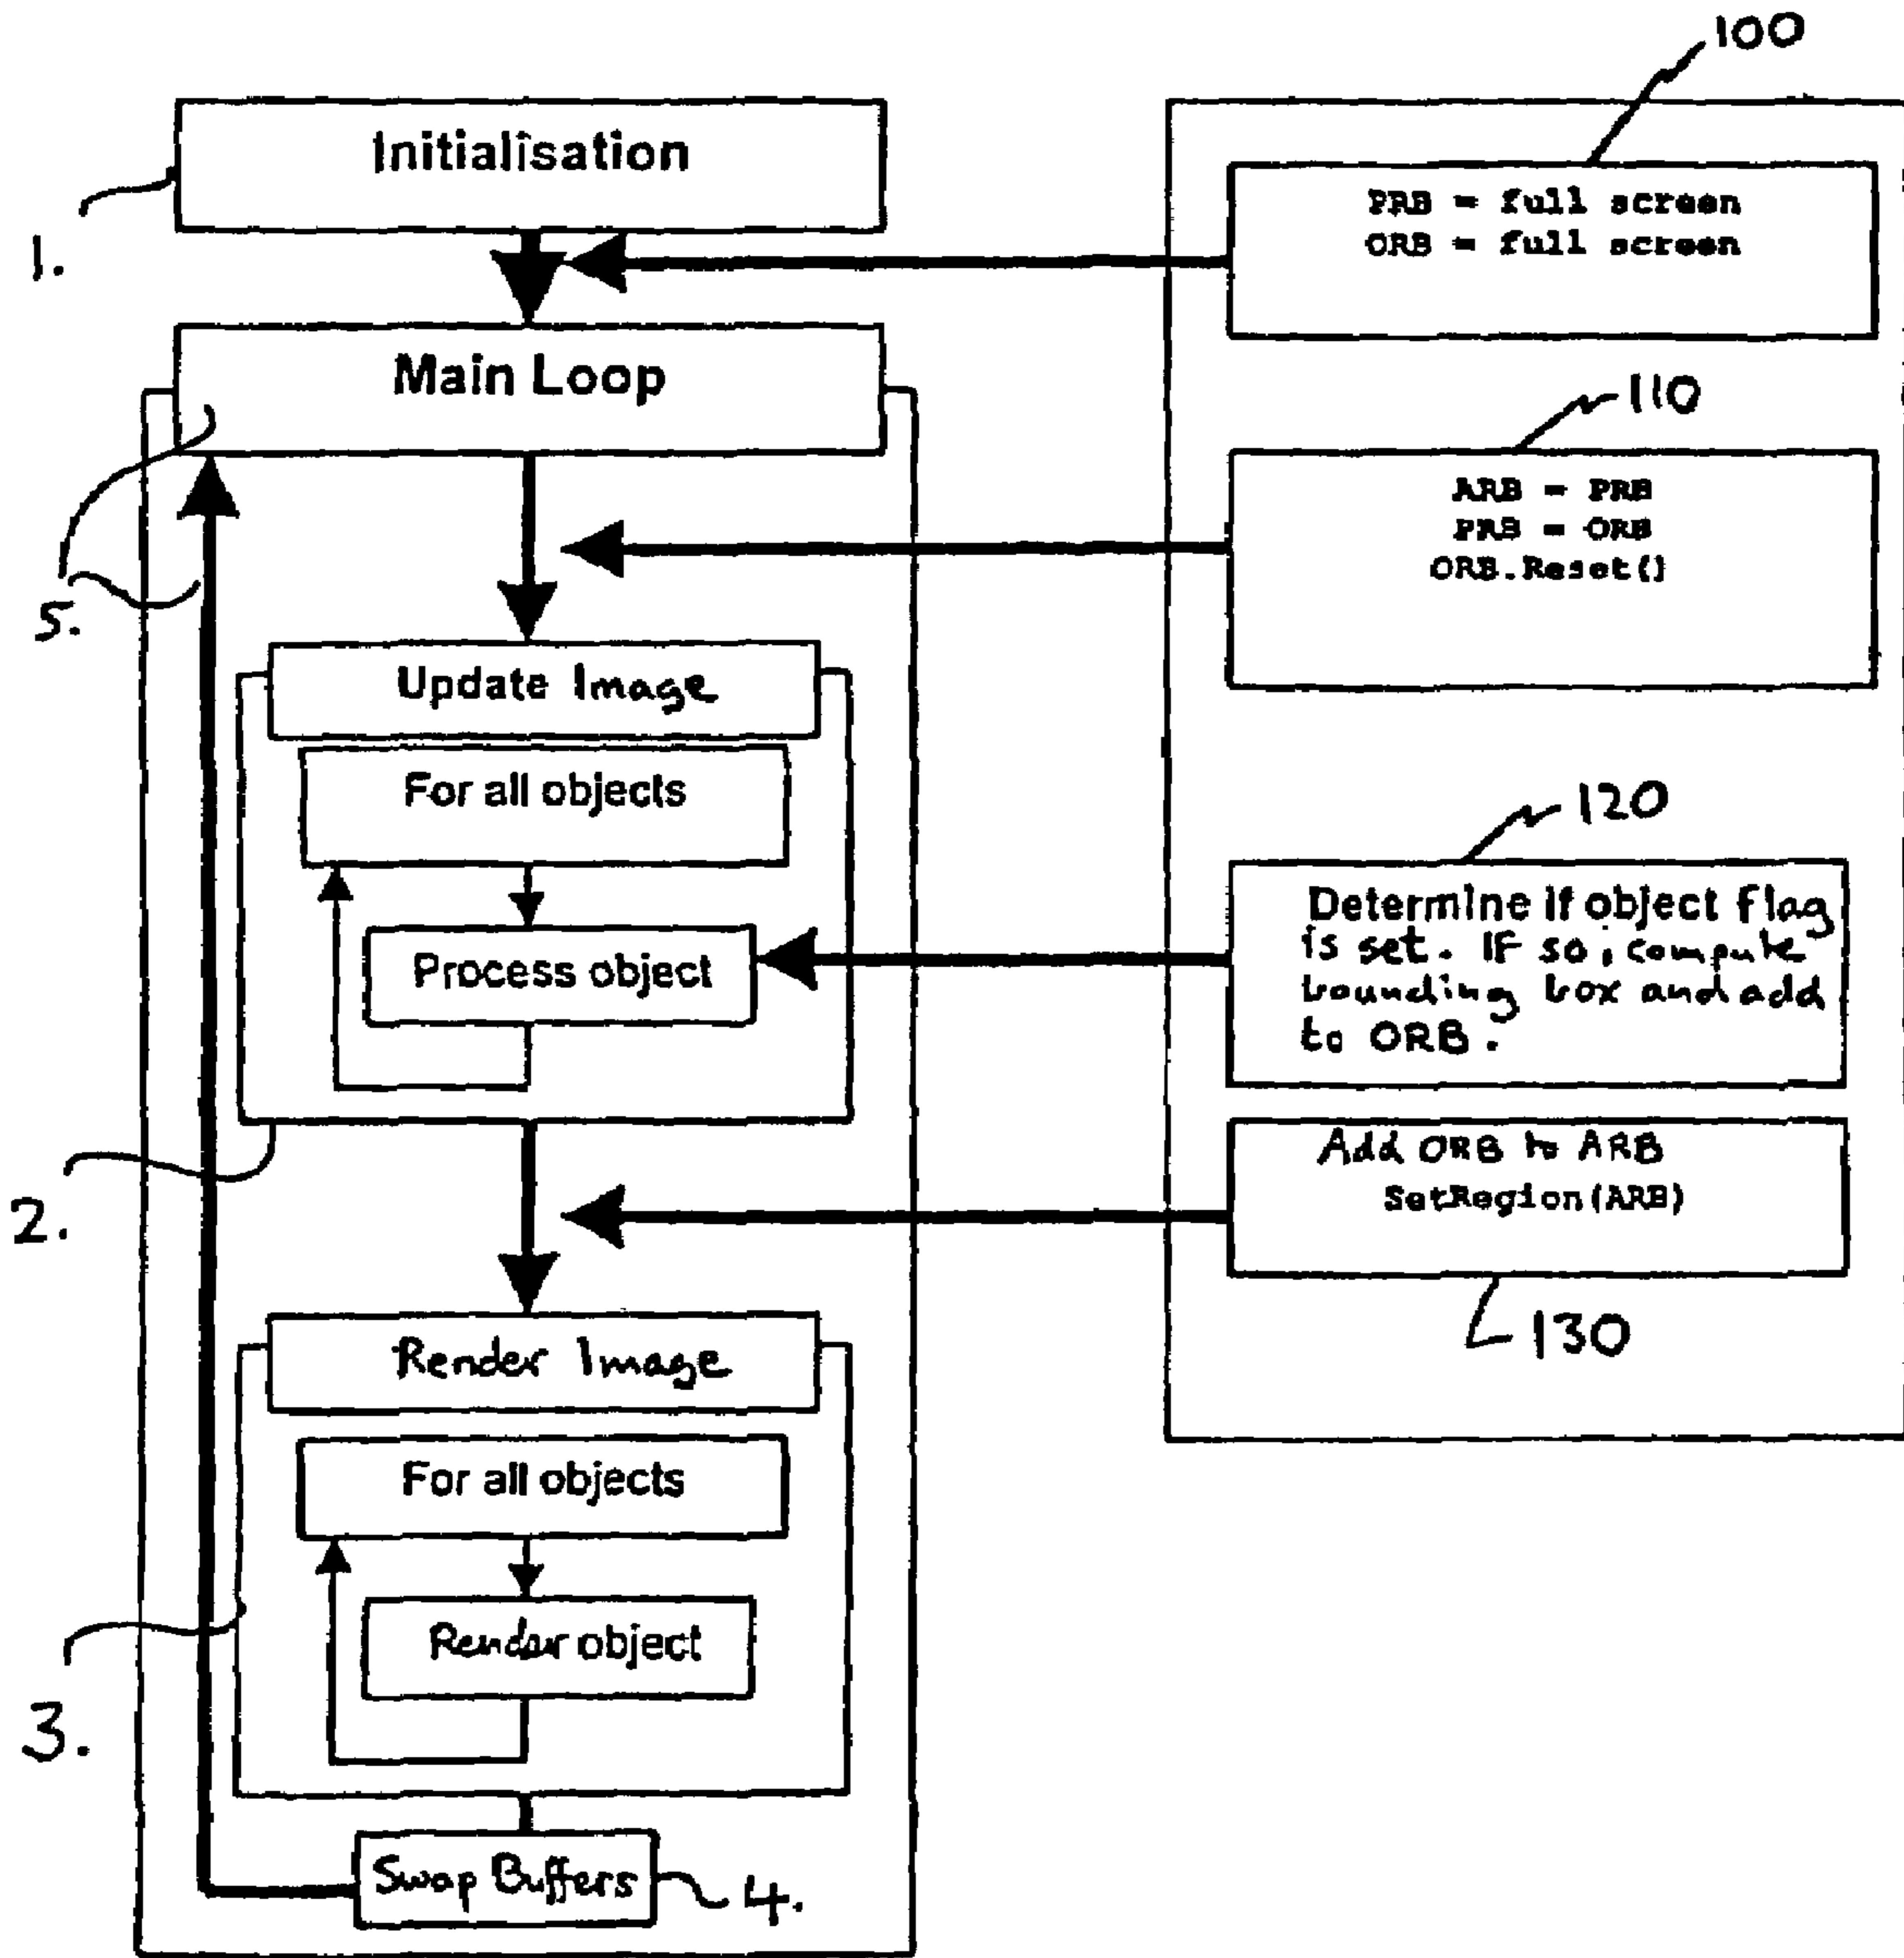 100
Initialisation
PRB = full screen
ORB = full screen
1.
Main Loop
110
ARB = PRB
PRB = ORB
ORB.Reset()
5.
Update Image
For all objects
120
Determine if object flag
is set. IF so, compute
bounding box and add
to ORB.
Process object
2.
Add ORB to ARB
SetRegion(ARB)
130
Render Image
For all objects
Render object
3.
Swap Buffers
4.